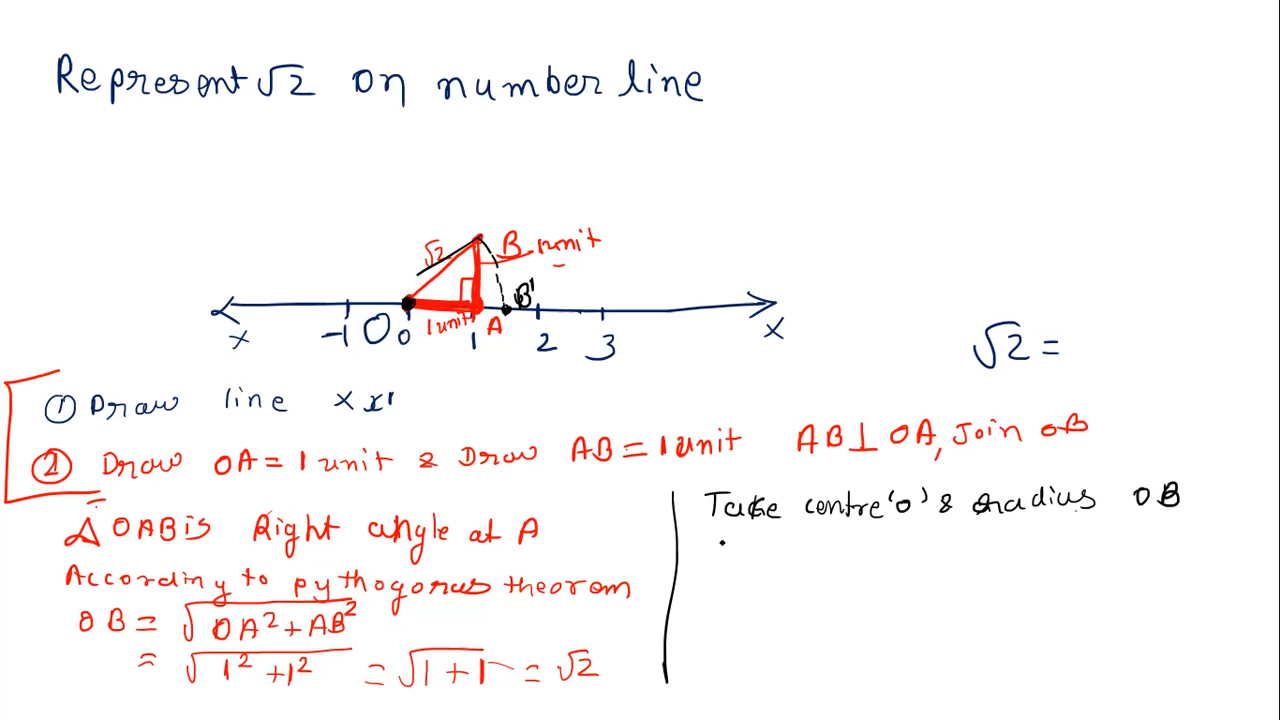 Represent √2 on number line
√2 B 1unit
B'
-1 O 0 1unit 1 A 2 3
X X
√2 =
① Draw line X X'
② Draw OA = 1 unit & Draw AB = 1 unit AB ⊥ OA, Join OB
Δ OAB is Right angle at A
According to pythogorus theorem
OB = √OA² + AB²
= √1² + 1² = √1 + 1 = √2
Take centre 'o' & radius OB